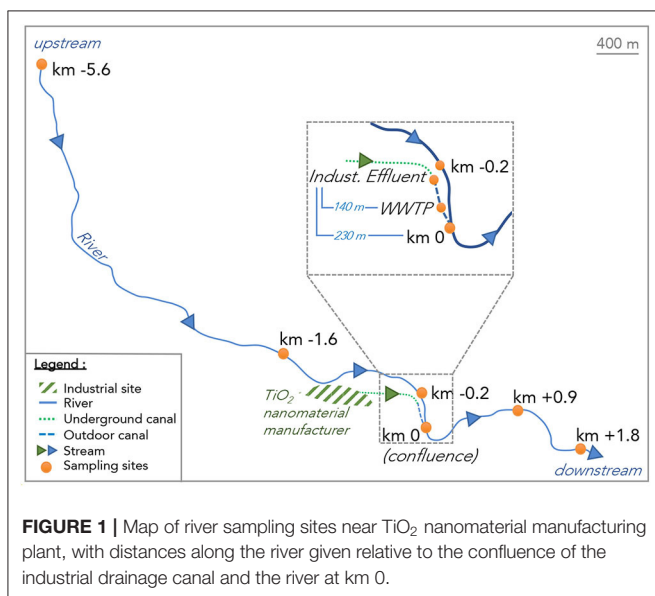 upstream
400 m
km -5.6
km -0.2
Indust. Effluent
140 m
WWTP
230 m
km 0
River
km -1.6
Legend :
Industrial site
River
Underground canal
Outdoor canal
Stream
Sampling sites
TiO₂
nanomaterial
manufacturer
km -0.2
km 0
(confluence)
km +0.9
km +1.8
downstream
FIGURE 1 | Map of river sampling sites near TiO₂ nanomaterial manufacturing
plant, with distances along the river given relative to the confluence of the
industrial drainage canal and the river at km 0.